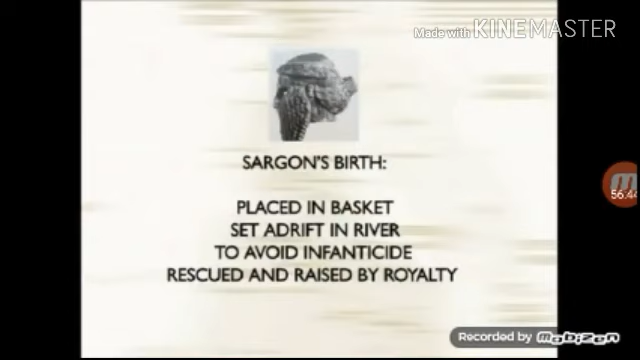 Made with KINEMASTER
SARGON'S BIRTH:
PLACED IN BASKET
SET ADRIFT IN RIVER
TO AVOID INFANTICIDE
RESCUED AND RAISED BY ROYALTY
56:44
Recorded by Mobizen